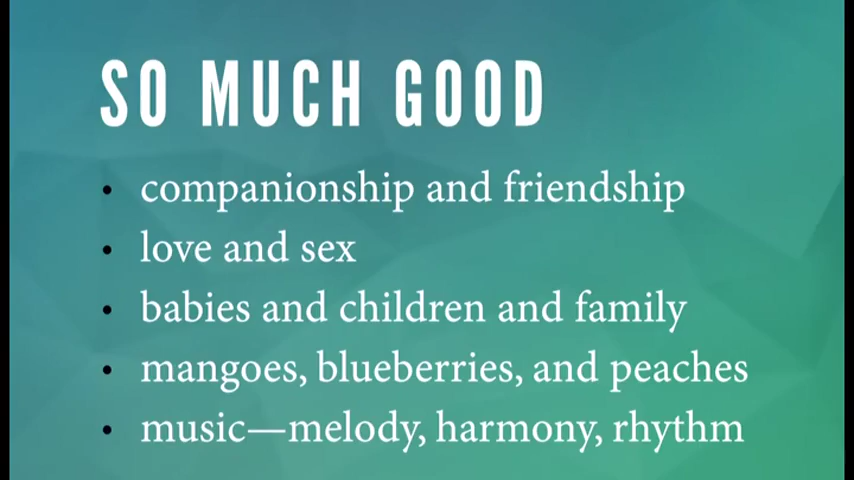 SO MUCH GOOD
• companionship and friendship
• love and sex
• babies and children and family
• mangoes, blueberries, and peaches
• music—melody, harmony, rhythm